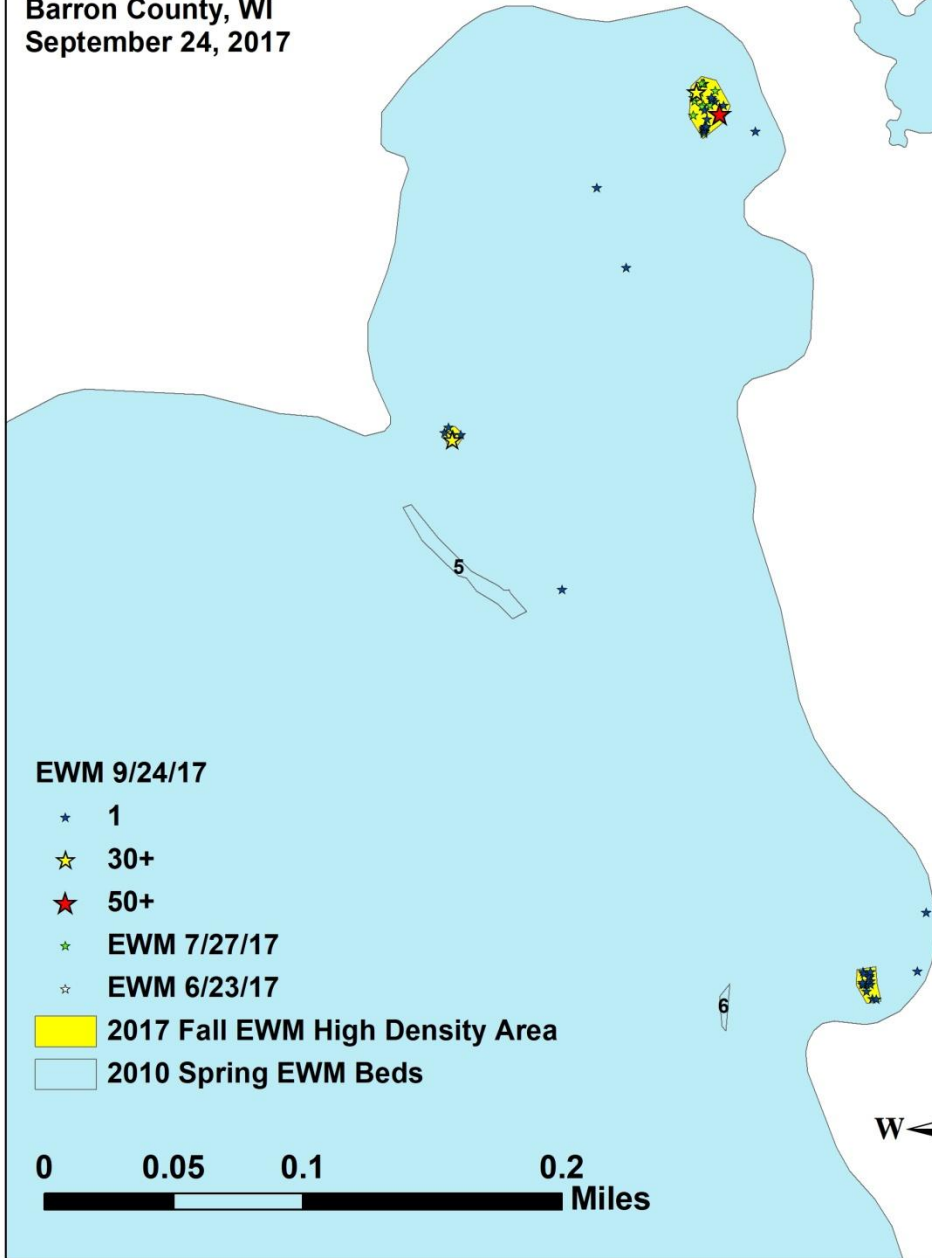 Barron County, WI
September 24, 2017
5
EWM 9/24/17
1
30+
50+
EWM 7/27/17
EWM 6/23/17
2017 Fall EWM High Density Area
2010 Spring EWM Beds
6
W
0 0.05 0.1 0.2
Miles